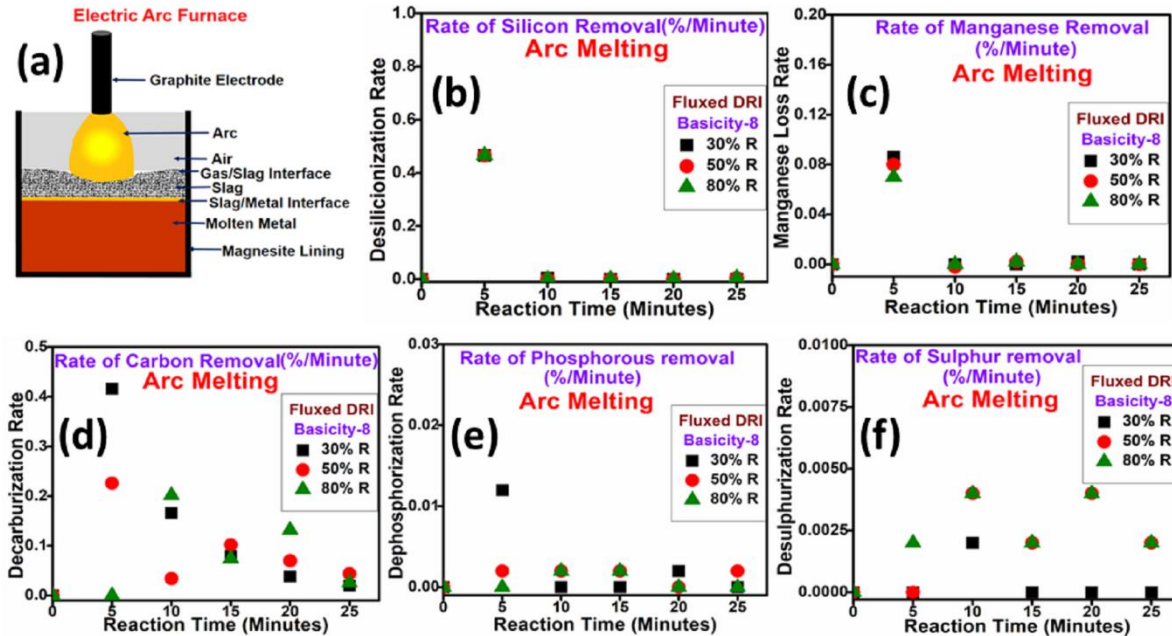 Electric Arc Furnace
(a)
Graphite Electrode
Arc
Air
Gas/Slag Interface
Slag
Slag/Metal Interface
Molten Metal
Magnesite Lining
Rate of Silicon Removal(%/Minute)
Arc Melting
(b)
Fluxed DRI
Basicity-8
30% R
50% R
80% R
Desilicionization Rate
1.0
0.8
0.6
0.4
0.2
0.0
0 5 10 15 20 25
Reaction Time (Minutes)
Rate of Manganese Removal
(%/Minute)
Arc Melting
(c)
Fluxed DRI
Basicity-8
30% R
50% R
80% R
Manganese Loss Rate
0.20
0.16
0.12
0.08
0.04
0.00
0 5 10 15 20 25
Reaction Time (Minutes)
Rate of Carbon Removal(%/Minute)
Arc Melting
(d)
Fluxed DRI
Basicity-8
30% R
50% R
80% R
Decarburization Rate
0.5
0.4
0.3
0.2
0.1
0.0
0 5 10 15 20 25
Reaction Time (Minutes)
Rate of Phosphorous removal
(%/Minute)
Arc Melting
(e)
Fluxed DRI
Basicity-8
30% R
50% R
80% R
Dephosphorization Rate
0.03
0.02
0.01
0.00
0 5 10 15 20 25
Reaction Time (Minutes)
Rate of Sulphur removal
(%/Minute)
Arc Melting
(f)
Fluxed DRI
Basicity-8
30% R
50% R
80% R
Desulphurization Rate
0.0100
0.0075
0.0050
0.0025
0.0000
0 5 10 15 20 25
Reaction Time (Minutes)